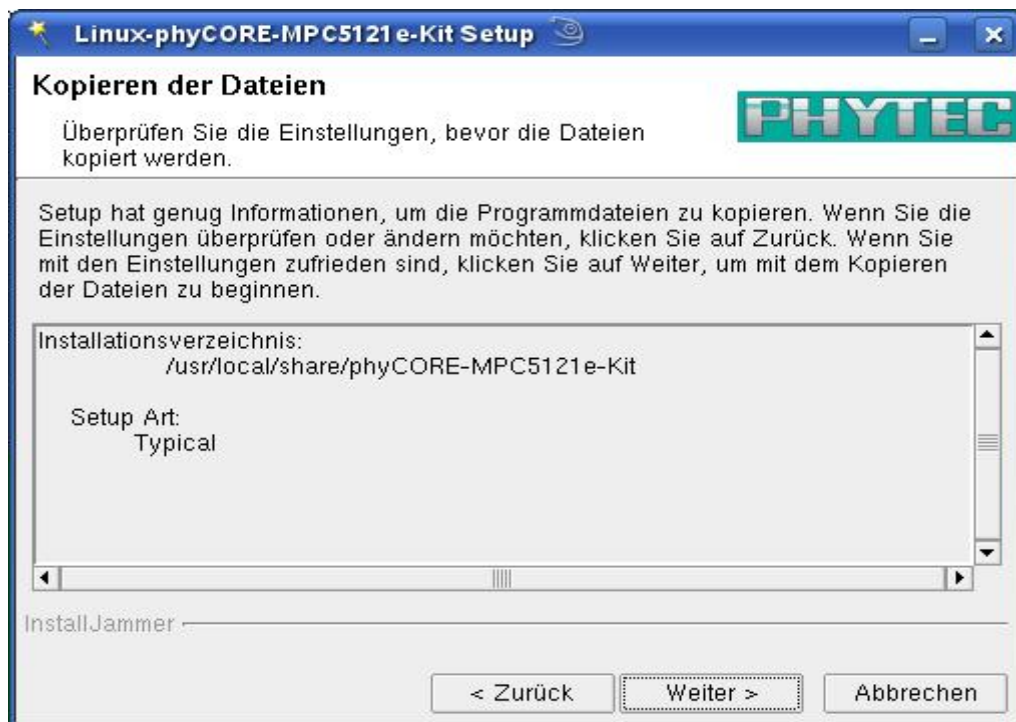 Linux-phyCORE-MPC5121e-Kit Setup
Kopieren der Dateien
PHYTEC
Überprüfen Sie die Einstellungen, bevor die Dateien
kopiert werden.
Setup hat genug Informationen, um die Programmdateien zu kopieren. Wenn Sie die
Einstellungen überprüfen oder ändern möchten, klicken Sie auf Zurück. Wenn Sie
mit den Einstellungen zufrieden sind, klicken Sie auf Weiter, um mit dem Kopieren
der Dateien zu beginnen.
Installationsverzeichnis:
/usr/local/share/phyCORE-MPC5121e-Kit
Setup Art:
Typical
InstallJammer
< Zurück
Weiter >
Abbrechen